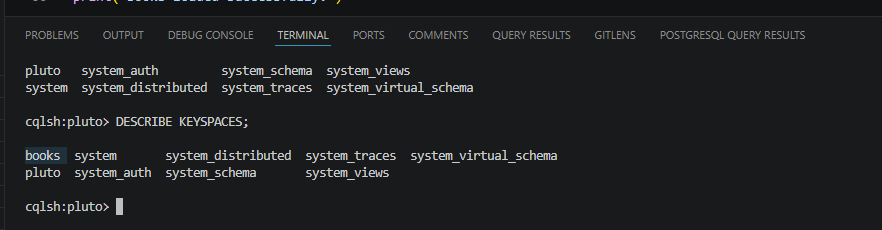 PROBLEMS OUTPUT DEBUG CONSOLE TERMINAL PORTS COMMENTS QUERY RESULTS GITLENS POSTGRESQL QUERY RESULTS
pluto system_auth system_schema system_views
system system_distributed system_traces system_virtual_schema
cqlsh:pluto> DESCRIBE KEYSPACES;
books system system_distributed system_traces system_virtual_schema
pluto system_auth system_schema system_views
cqlsh:pluto>